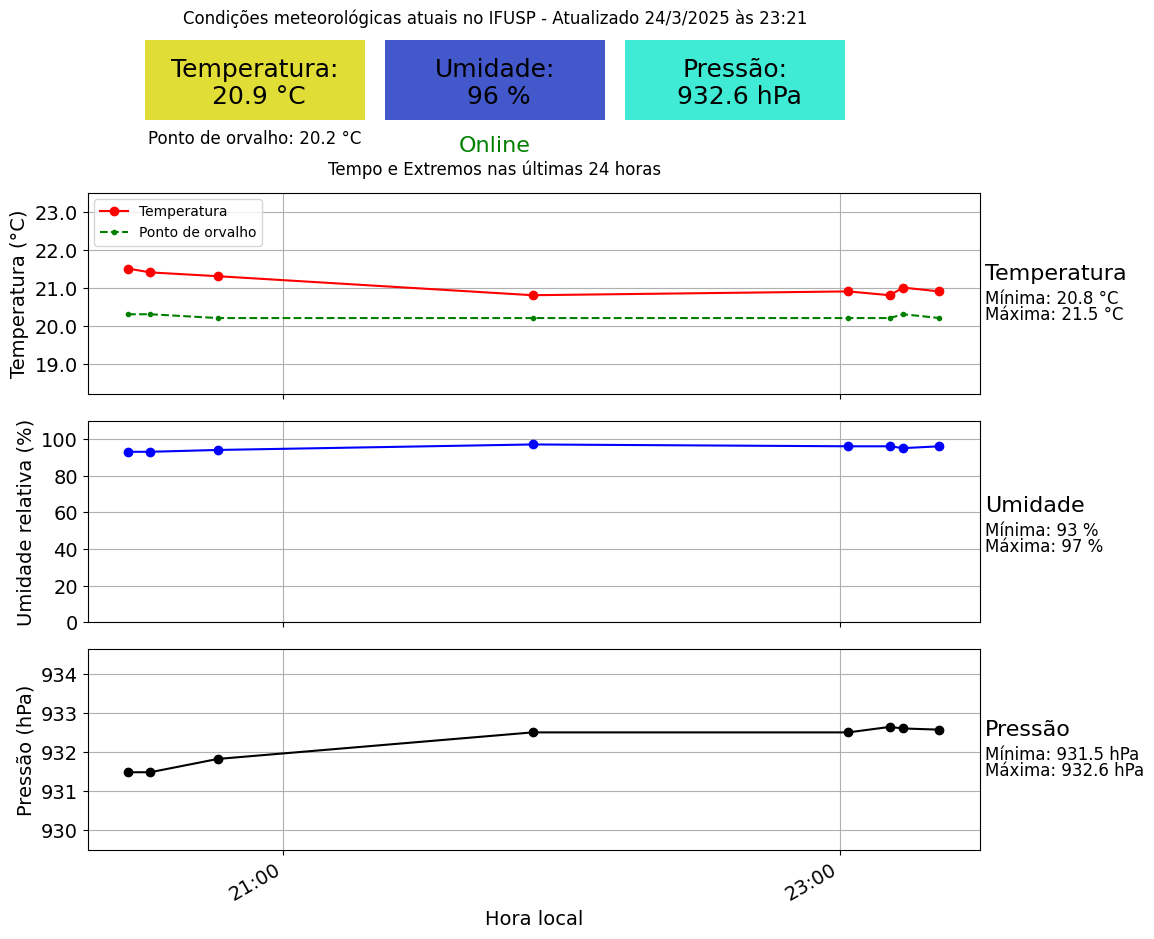 Condições meteorológicas atuais no IFUSP - Atualizado 24/3/2025 às 23:21
Temperatura:
20.9 °C
Umidade:
96 %
Pressão:
932.6 hPa
Ponto de orvalho: 20.2 °C
Online
Tempo e Extremos nas últimas 24 horas
Temperatura (°C)
23.0
22.0
21.0
20.0
19.0
Temperatura
Ponto de orvalho
Temperatura
Mínima: 20.8 °C
Máxima: 21.5 °C
Umidade relativa (%)
100
80
60
40
20
0
Umidade
Mínima: 93 %
Máxima: 97 %
Pressão (hPa)
934
933
932
931
930
Pressão
Mínima: 931.5 hPa
Máxima: 932.6 hPa
21:00
23:00
Hora local